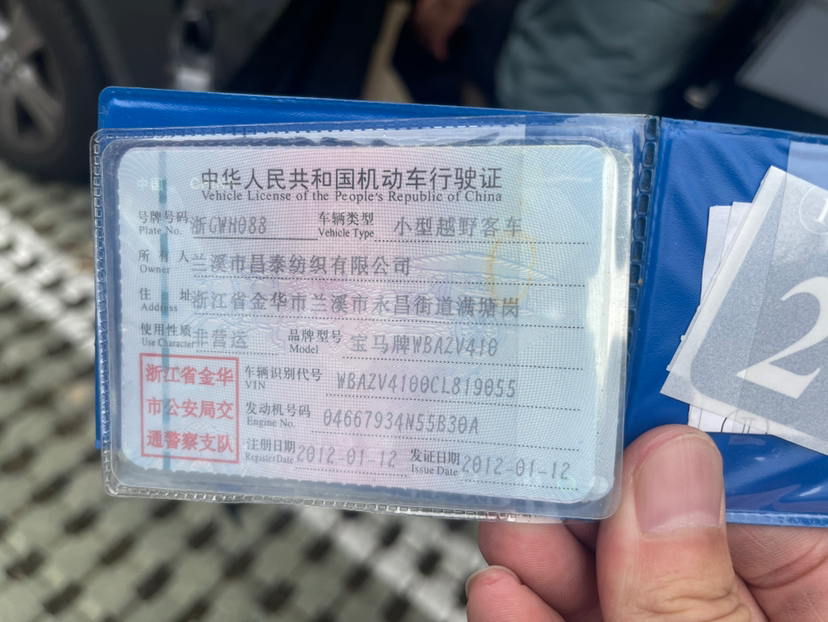 中华人民共和国机动车行驶证
Vehicle License of the People's Republic of China
号牌号码 浙GWH088 车辆类型 小型越野客车
Plate No. Vehicle Type
所有人 兰溪市昌泰纺织有限公司
Owner
住址 浙江省金华市兰溪市永昌街道潢塘岗
Address
使用性质 非营运 品牌型号 宝马牌WBAZV410
Use Character Model
浙江省金华
市公安局交
通警察支队
车辆识别代号 WBAZV4100CL819055
VIN
发动机号码 04667934N55B30A
Engine No.
注册日期 2012-01-12 发证日期 2012-01-12
Register Date Issue Date
2